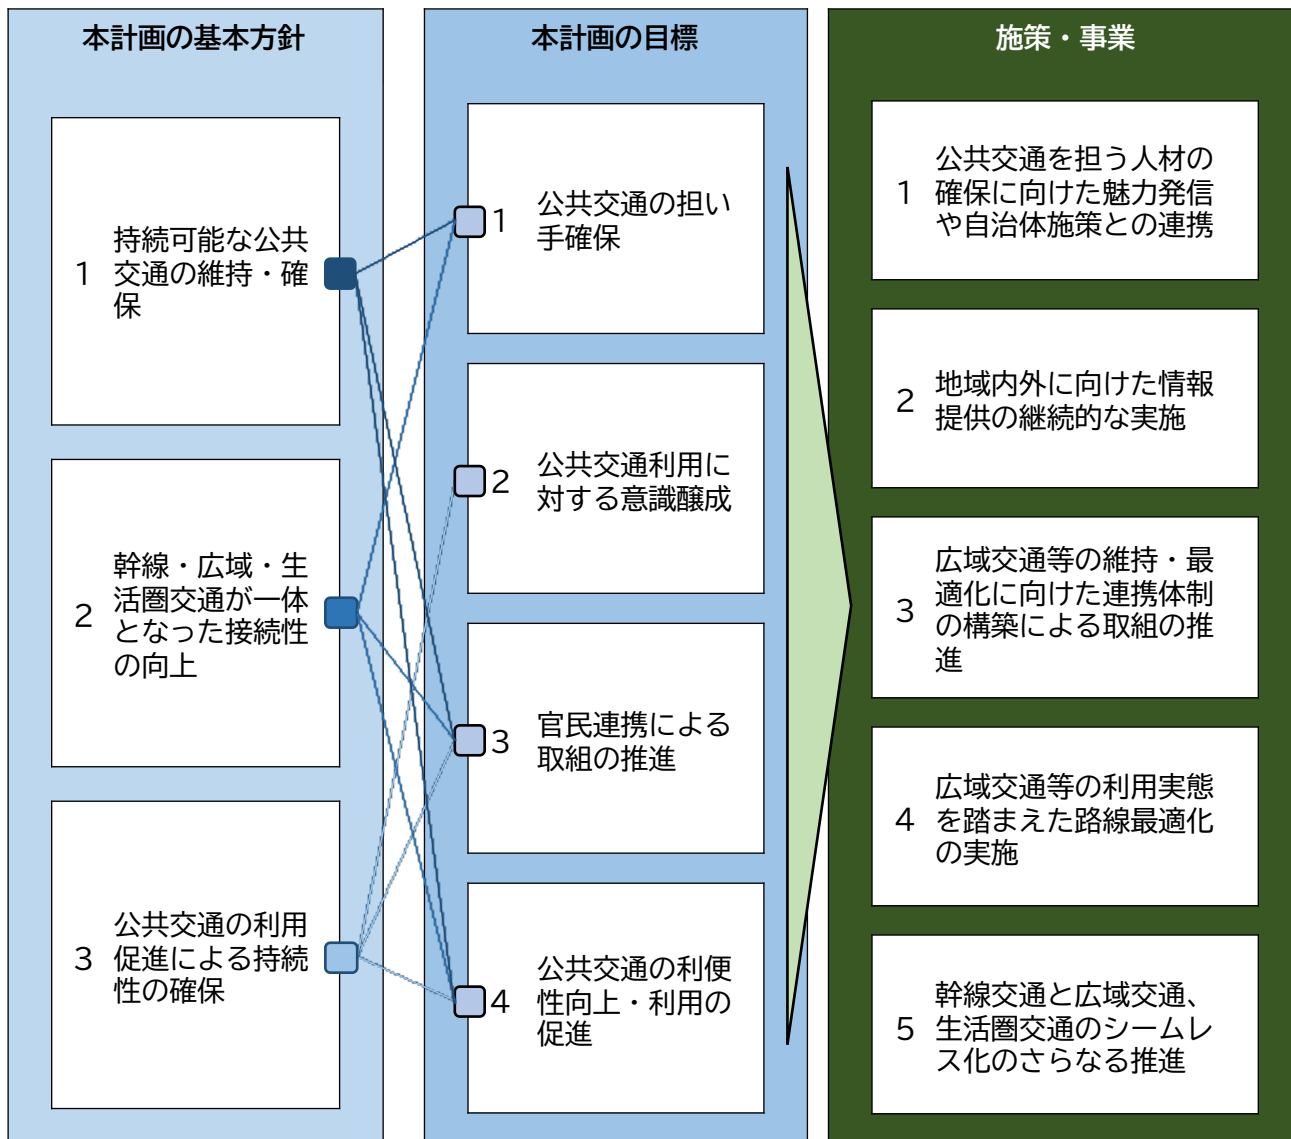 本計画の基本方針
1
持続可能な公共
交通の維持・確
保
2
幹線・広域・生
活圏交通が一体
となった接続性
の向上
3
公共交通の利用
促進による持続
性の確保
本計画の目標
1
公共交通の担い
手確保
2
公共交通利用に
対する意識醸成
3
官民連携による
取組の推進
4
公共交通の利便
性向上・利用の
促進
施策・事業
1
公共交通を担う人材の
確保に向けた魅力発信
や自治体施策との連携
2
地域内外に向けた情報
提供の継続的な実施
3
広域交通等の維持・最
適化に向けた連携体制
の構築による取組の推
進
4
広域交通等の利用実態
を踏まえた路線最適化
の実施
5
幹線交通と広域交通、
生活圏交通のシームレ
ス化のさらなる推進